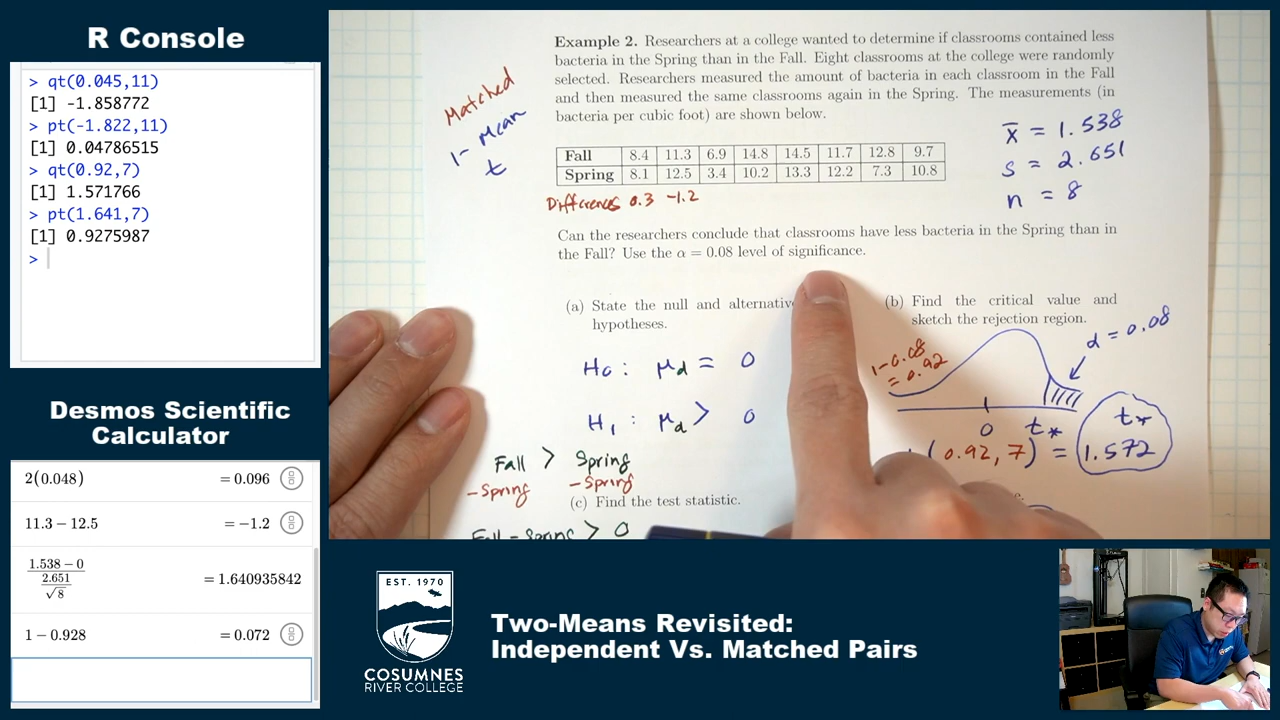 R Console
> qt(0.045,11)
[1] -1.858772
> pt(-1.822,11)
[1] 0.04786515
> qt(0.92,7)
[1] 1.571766
> pt(1.641,7)
[1] 0.9275987
>
Desmos Scientific
Calculator
2(0.048) = 0.096
11.3 − 12.5 = −1.2
1.538 − 0
2.651
√8
= 1.640935842
1 − 0.928 = 0.072
Matched
1- Mean
t
Example 2. Researchers at a college wanted to determine if classrooms contained less
bacteria in the Spring than in the Fall. Eight classrooms at the college were randomly
selected. Researchers measured the amount of bacteria in each classroom in the Fall
and then measured the same classrooms again in the Spring. The measurements (in
bacteria per cubic foot) are shown below.
x̄ = 1.538
s = 2.651
n = 8
Fall 8.4 11.3 6.9 14.8 14.5 11.7 12.8 9.7
Spring 8.1 12.5 3.4 10.2 13.3 12.2 7.3 10.8
Differences 0.3 -1.2
Can the researchers conclude that classrooms have less bacteria in the Spring than in
the Fall? Use the α = 0.08 level of significance.
(a) State the null and alternative
hypotheses.
H₀ : μd = 0
H₁ : μd > 0
Fall > Spring
-Spring -Spring
(c) Find the test statistic.
Fall - Spring > 0
(b) Find the critical value and
sketch the rejection region.
1-0.08
= 0.92
α = 0.08
0 t*
(0.92, 7) =
t*
1.572
EST. 1970
COSUMNES
RIVER COLLEGE
Two-Means Revisited:
Independent Vs. Matched Pairs